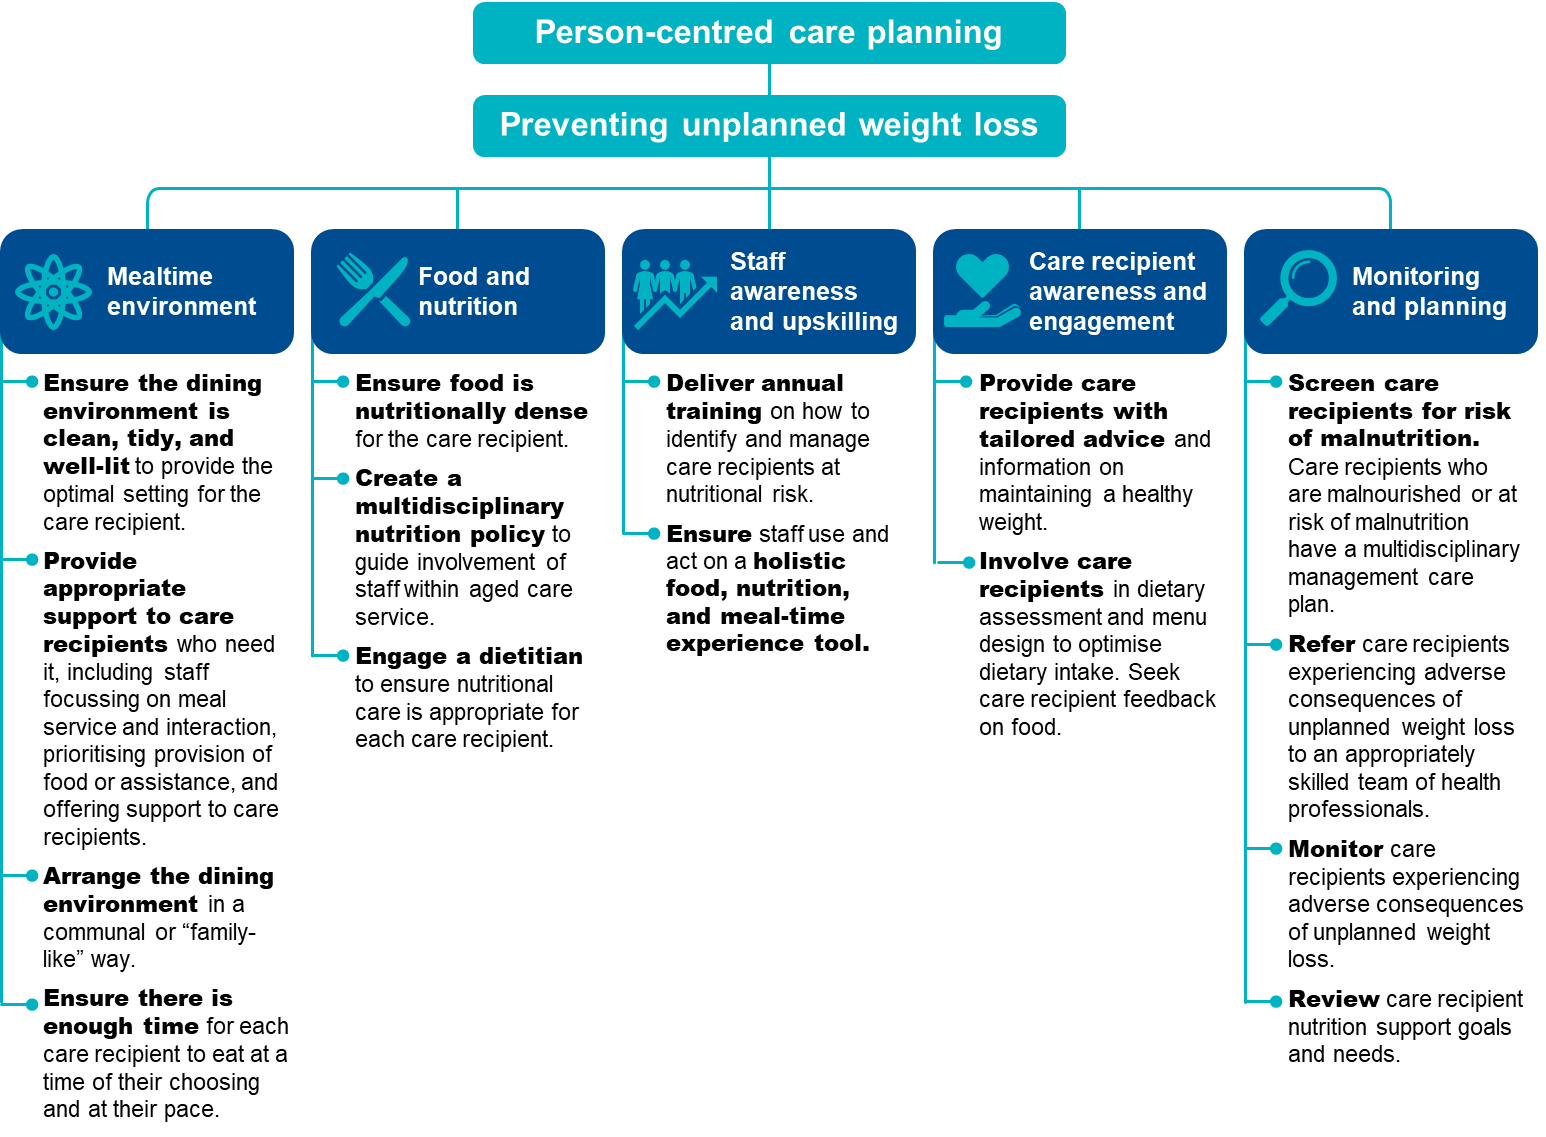 Person-centred care planning
Preventing unplanned weight loss
Mealtime
environment
Ensure the dining
environment is
clean, tidy, and
well-lit to provide the
optimal setting for the
care recipient.
Provide
appropriate
support to care
recipients who need
it, including staff
focussing on meal
service and interaction,
prioritising provision of
food or assistance, and
offering support to care
recipients.
Arrange the dining
environment in a
communal or “family-
like” way.
Ensure there is
enough time for each
care recipient to eat at a
time of their choosing
and at their pace.
Food and
nutrition
Ensure food is
nutritionally dense
for the care recipient.
Create a
multidisciplinary
nutrition policy to
guide involvement of
staff within aged care
service.
Engage a dietitian
to ensure nutritional
care is appropriate for
each care recipient.
Staff
awareness
and upskilling
Deliver annual
training on how to
identify and manage
care recipients at
nutritional risk.
Ensure staff use and
act on a holistic
food, nutrition,
and meal-time
experience tool.
Care recipient
awareness and
engagement
Provide care
recipients with
tailored advice and
information on
maintaining a healthy
weight.
Involve care
recipients in dietary
assessment and menu
design to optimise
dietary intake. Seek
care recipient feedback
on food.
Monitoring
and planning
Screen care
recipients for risk
of malnutrition.
Care recipients who
are malnourished or at
risk of malnutrition
have a multidisciplinary
management care
plan.
Refer care recipients
experiencing adverse
consequences of
unplanned weight loss
to an appropriately
skilled team of health
professionals.
Monitor care
recipients experiencing
adverse consequences
of unplanned weight
loss.
Review care recipient
nutrition support goals
and needs.